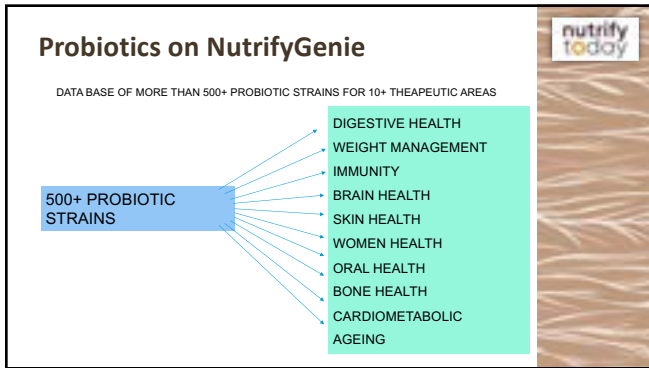 Probiotics on NutrifyGenie
nutrify
today
DATA BASE OF MORE THAN 500+ PROBIOTIC STRAINS FOR 10+ THEAPEUTIC AREAS
500+ PROBIOTIC
STRAINS
DIGESTIVE HEALTH
WEIGHT MANAGEMENT
IMMUNITY
BRAIN HEALTH
SKIN HEALTH
WOMEN HEALTH
ORAL HEALTH
BONE HEALTH
CARDIOMETABOLIC
AGEING